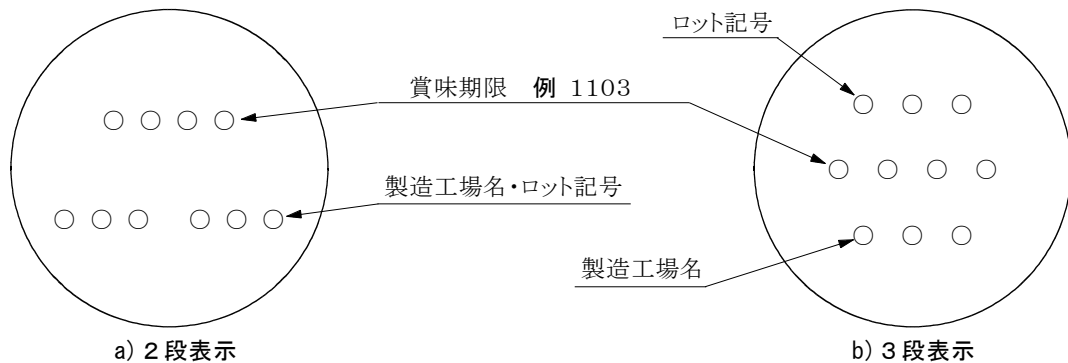 ロット記号
賞味期限 例 1103
製造工場名・ロット記号
製造工場名
a) 2段表示
b) 3段表示